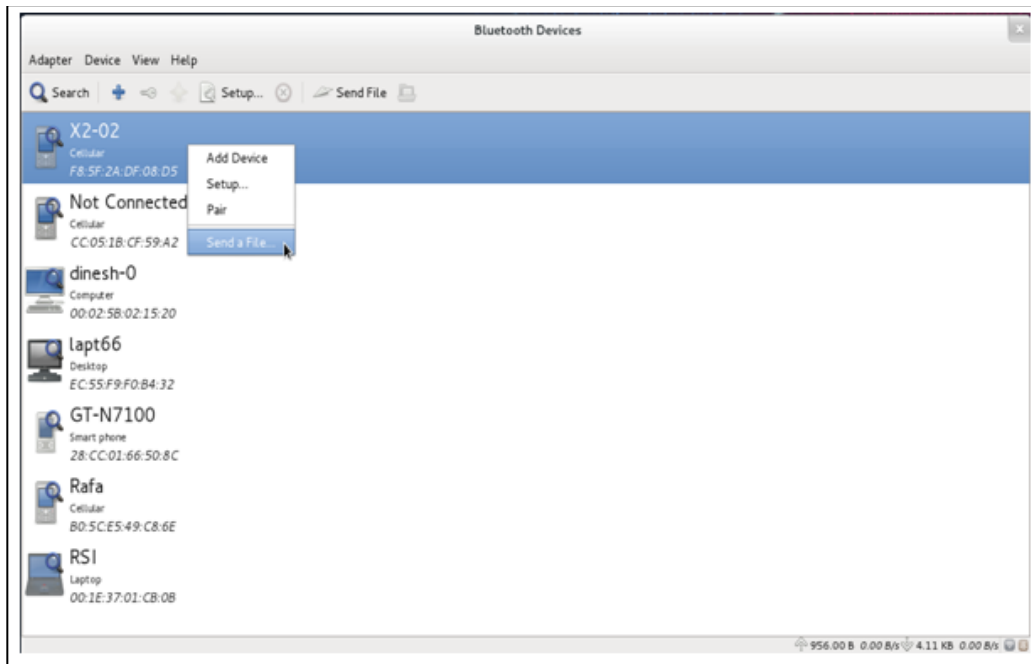 Bluetooth Devices
Adapter Device View Help
Search Setup... Send File
X2-02
Cellular
F8:5F:2A:DF:08:D5
Add Device
Setup...
Pair
Send a File...
Not Connected
Cellular
CC:05:1B:CF:59:A2
dinesh-0
Computer
00:02:5B:02:15:20
lapt66
Desktop
EC:55:F9:F0:B4:32
GT-N7100
Smart phone
28:CC:01:66:50:8C
Rafa
Cellular
B0:5C:E5:49:C8:6E
RSI
Laptop
00:1E:37:01:CB:0B
956.00 B 0.00 B/s 4.11 KB 0.00 B/s